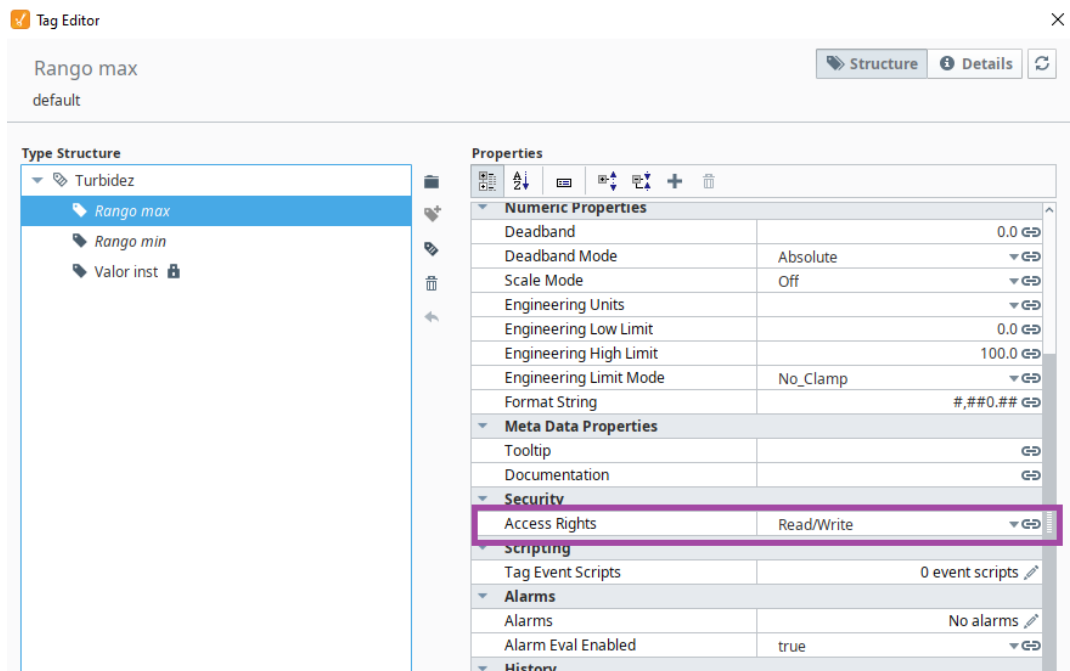 Tag Editor
Rango max
Structure
Details
default
Type Structure
Properties
Turbidez
Rango max
Rango min
Valor inst
Numeric Properties
Deadband 0.0
Deadband Mode Absolute
Scale Mode Off
Engineering Units
Engineering Low Limit 0.0
Engineering High Limit 100.0
Engineering Limit Mode No_Clamp
Format String #,##0.##
Meta Data Properties
Tooltip
Documentation
Security
Access Rights Read/Write
Scripting
Tag Event Scripts 0 event scripts
Alarms
Alarms No alarms
Alarm Eval Enabled true
History